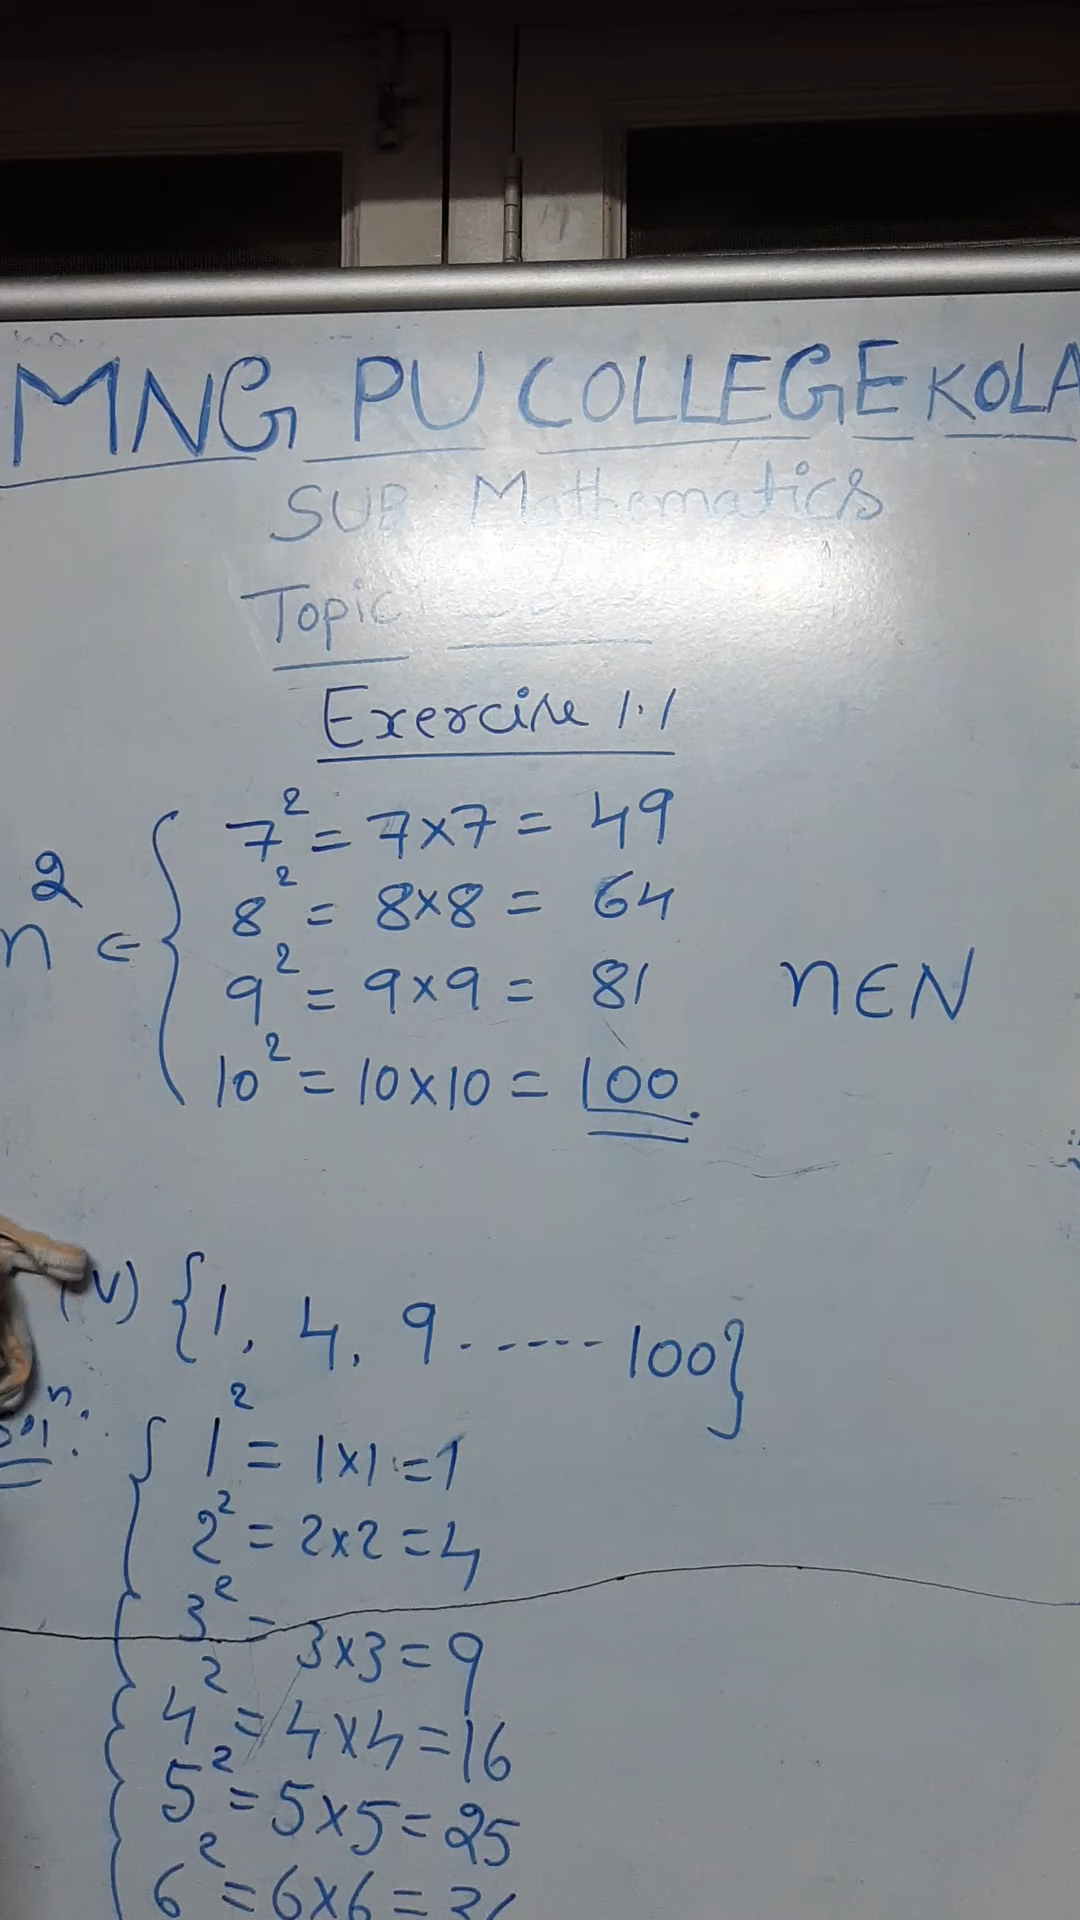 MNG PU COLLEGE KOLA
SUB Mathematics
Topic
Exercise 1.1
7² = 7×7 = 49
8² = 8×8 = 64
9² = 9×9 = 81
10² = 10×10 = 100.
n² ∈
n∈N
(V) {1, 4, 9 ------ 100}
Solⁿ:
1² = 1×1 = 1
2² = 2×2 = 4
3² = 3×3 = 9
4² = 4×4 = 16
5² = 5×5 = 25
6² = 6×6 =